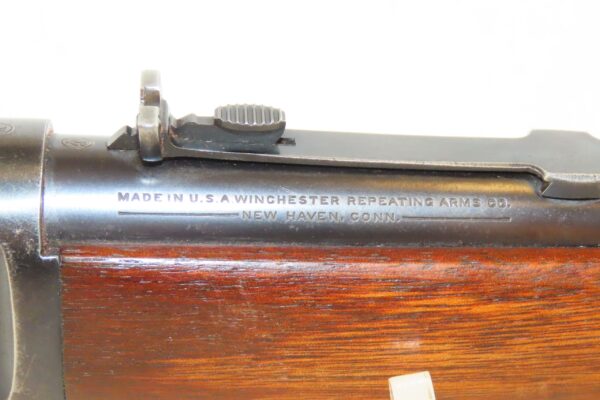 MADE IN U.S.A. WINCHESTER REPEATING ARMS CO.
NEW HAVEN, CONN.